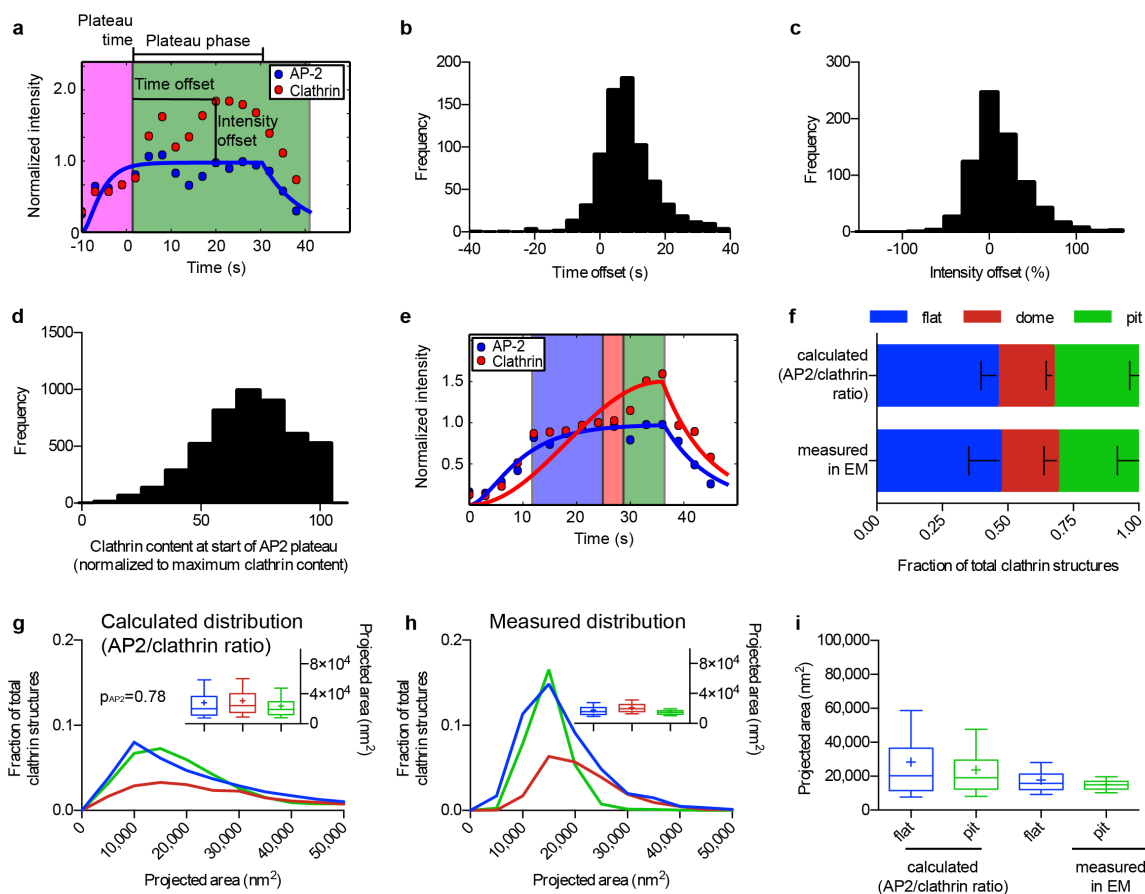 a
Plateau time
Plateau phase
Time offset
Intensity offset
AP-2
Clathrin
Normalized intensity
2.0
1.0
0
-10 0 10 20 30 40
Time (s)
b
Frequency
200
150
100
50
0
-40 -20 0 20 40
Time offset (s)
c
Frequency
300
200
100
0
-100 0 100
Intensity offset (%)
d
Frequency
1500
1000
500
0
0 50 100
Clathrin content at start of AP2 plateau
(normalized to maximum clathrin content)
e
AP-2
Clathrin
Normalized intensity
1.5
1.0
0.5
0 10 20 30 40
Time (s)
f
flat dome pit
calculated
(AP2/clathrin
ratio)
measured
in EM
0.00 0.25 0.50 0.75 1.00
Fraction of total clathrin structures
g
Calculated distribution
(AP2/clathrin ratio)
pAP2=0.78
Fraction of total
clathrin structures
0.2
0.1
0.0
0 10,000 20,000 30,000 40,000 50,000
Projected area (nm²)
Projected area (nm²)
8×10⁴
4×10⁴
0
h
Measured distribution
Fraction of total
clathrin structures
0.2
0.1
0.0
0 10,000 20,000 30,000 40,000 50,000
Projected area (nm²)
Projected area (nm²)
8×10⁴
4×10⁴
0
i
Projected area (nm²)
100,000
80,000
60,000
40,000
20,000
0
flat pit flat pit
calculated
(AP2/clathrin ratio)
measured
in EM